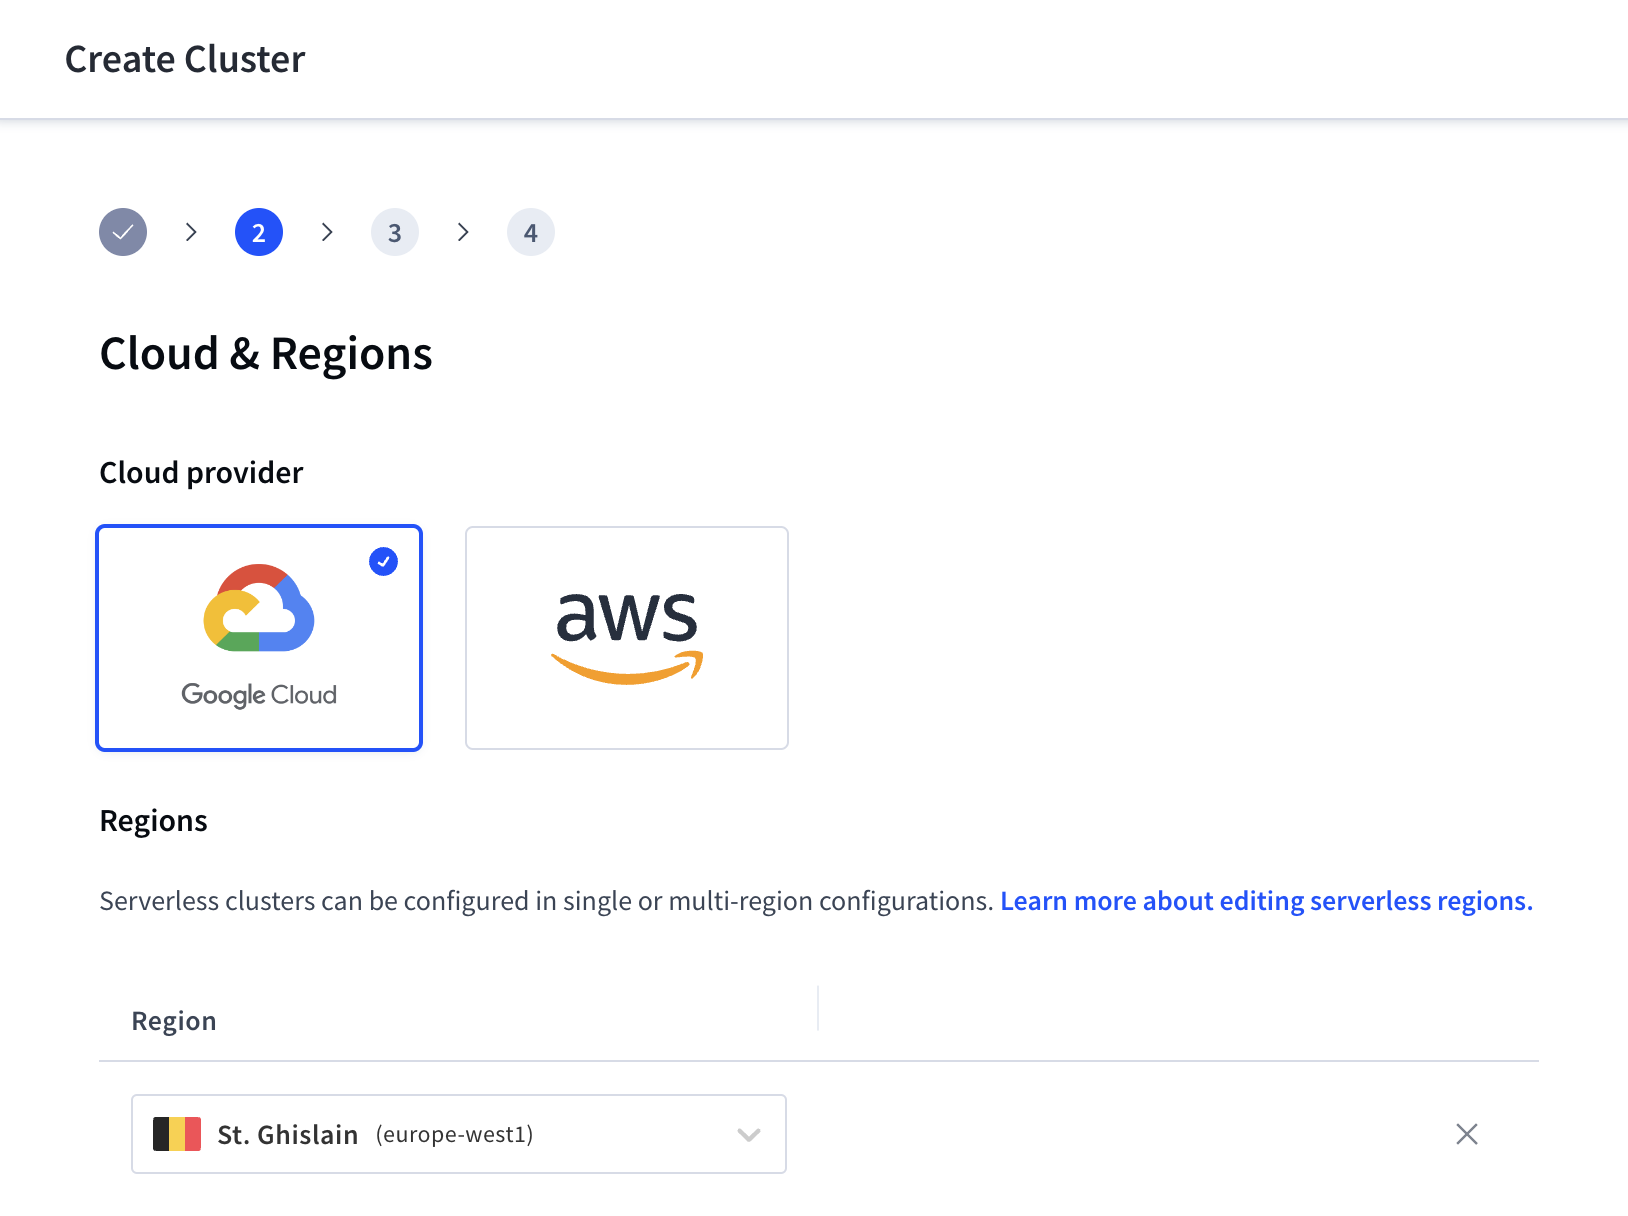 Create Cluster
2 3 4
Cloud & Regions
Cloud provider
Google Cloud
aws
Regions
Serverless clusters can be configured in single or multi-region configurations. Learn more about editing serverless regions.
Region
St. Ghislain (europe-west1)